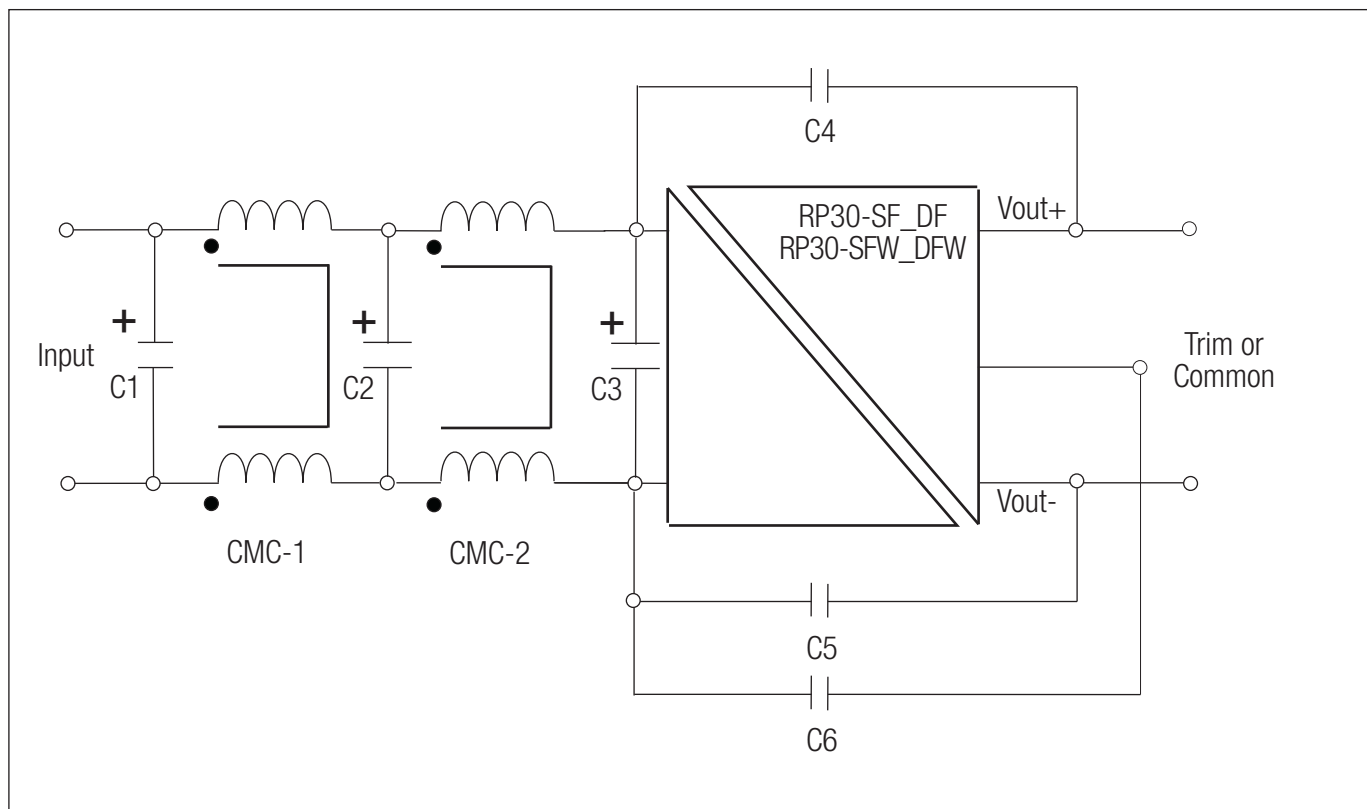 C4
RP30-SF_DF
RP30-SFW_DFW
Vout+
+
+
+
Input
C1
C2
C3
Trim or
Common
Vout-
CMC-1
CMC-2
C5
C6